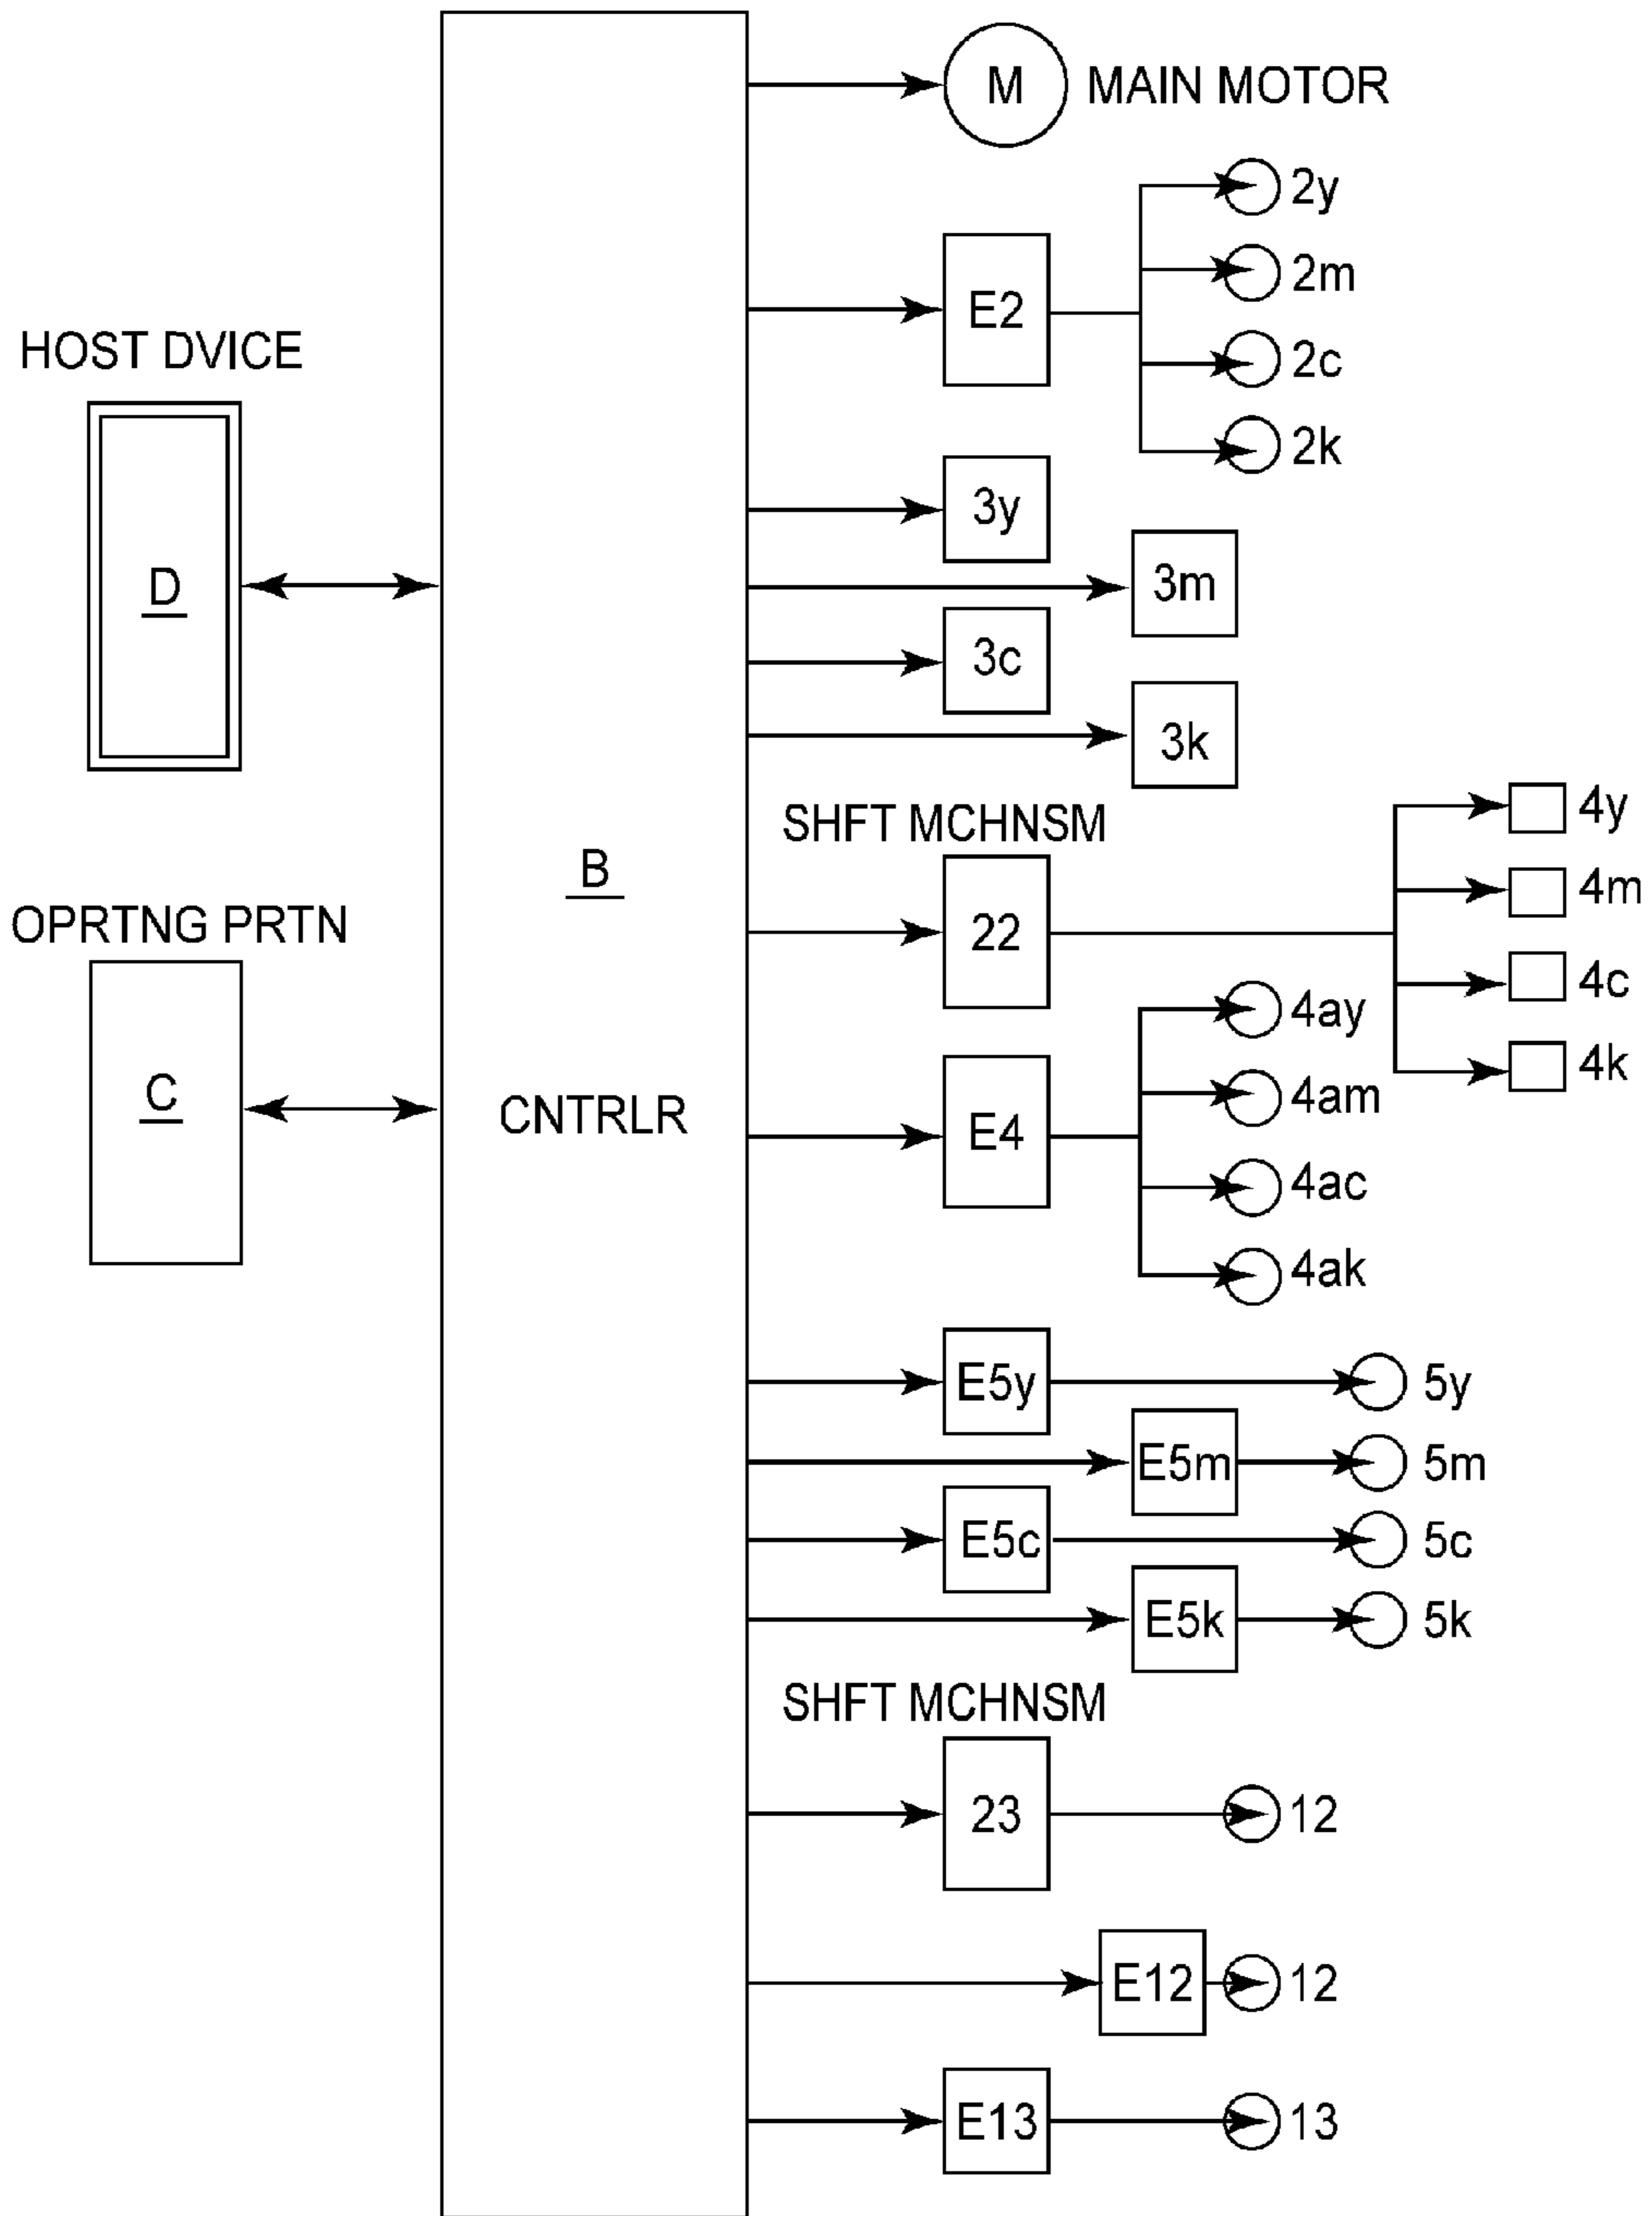 M MAIN MOTOR
2y
2m
E2
2c
HOST DVICE
2k
3y
D
3m
3c
3k
SHFT MCHNSM
4y
B
4m
OPRTNG PRTN
22
4c
4ay
4k
C
4am
CNTRLR
E4
4ac
4ak
E5y 5y
E5m 5m
E5c 5c
E5k 5k
SHFT MCHNSM
23 12
E12 12
E13 13